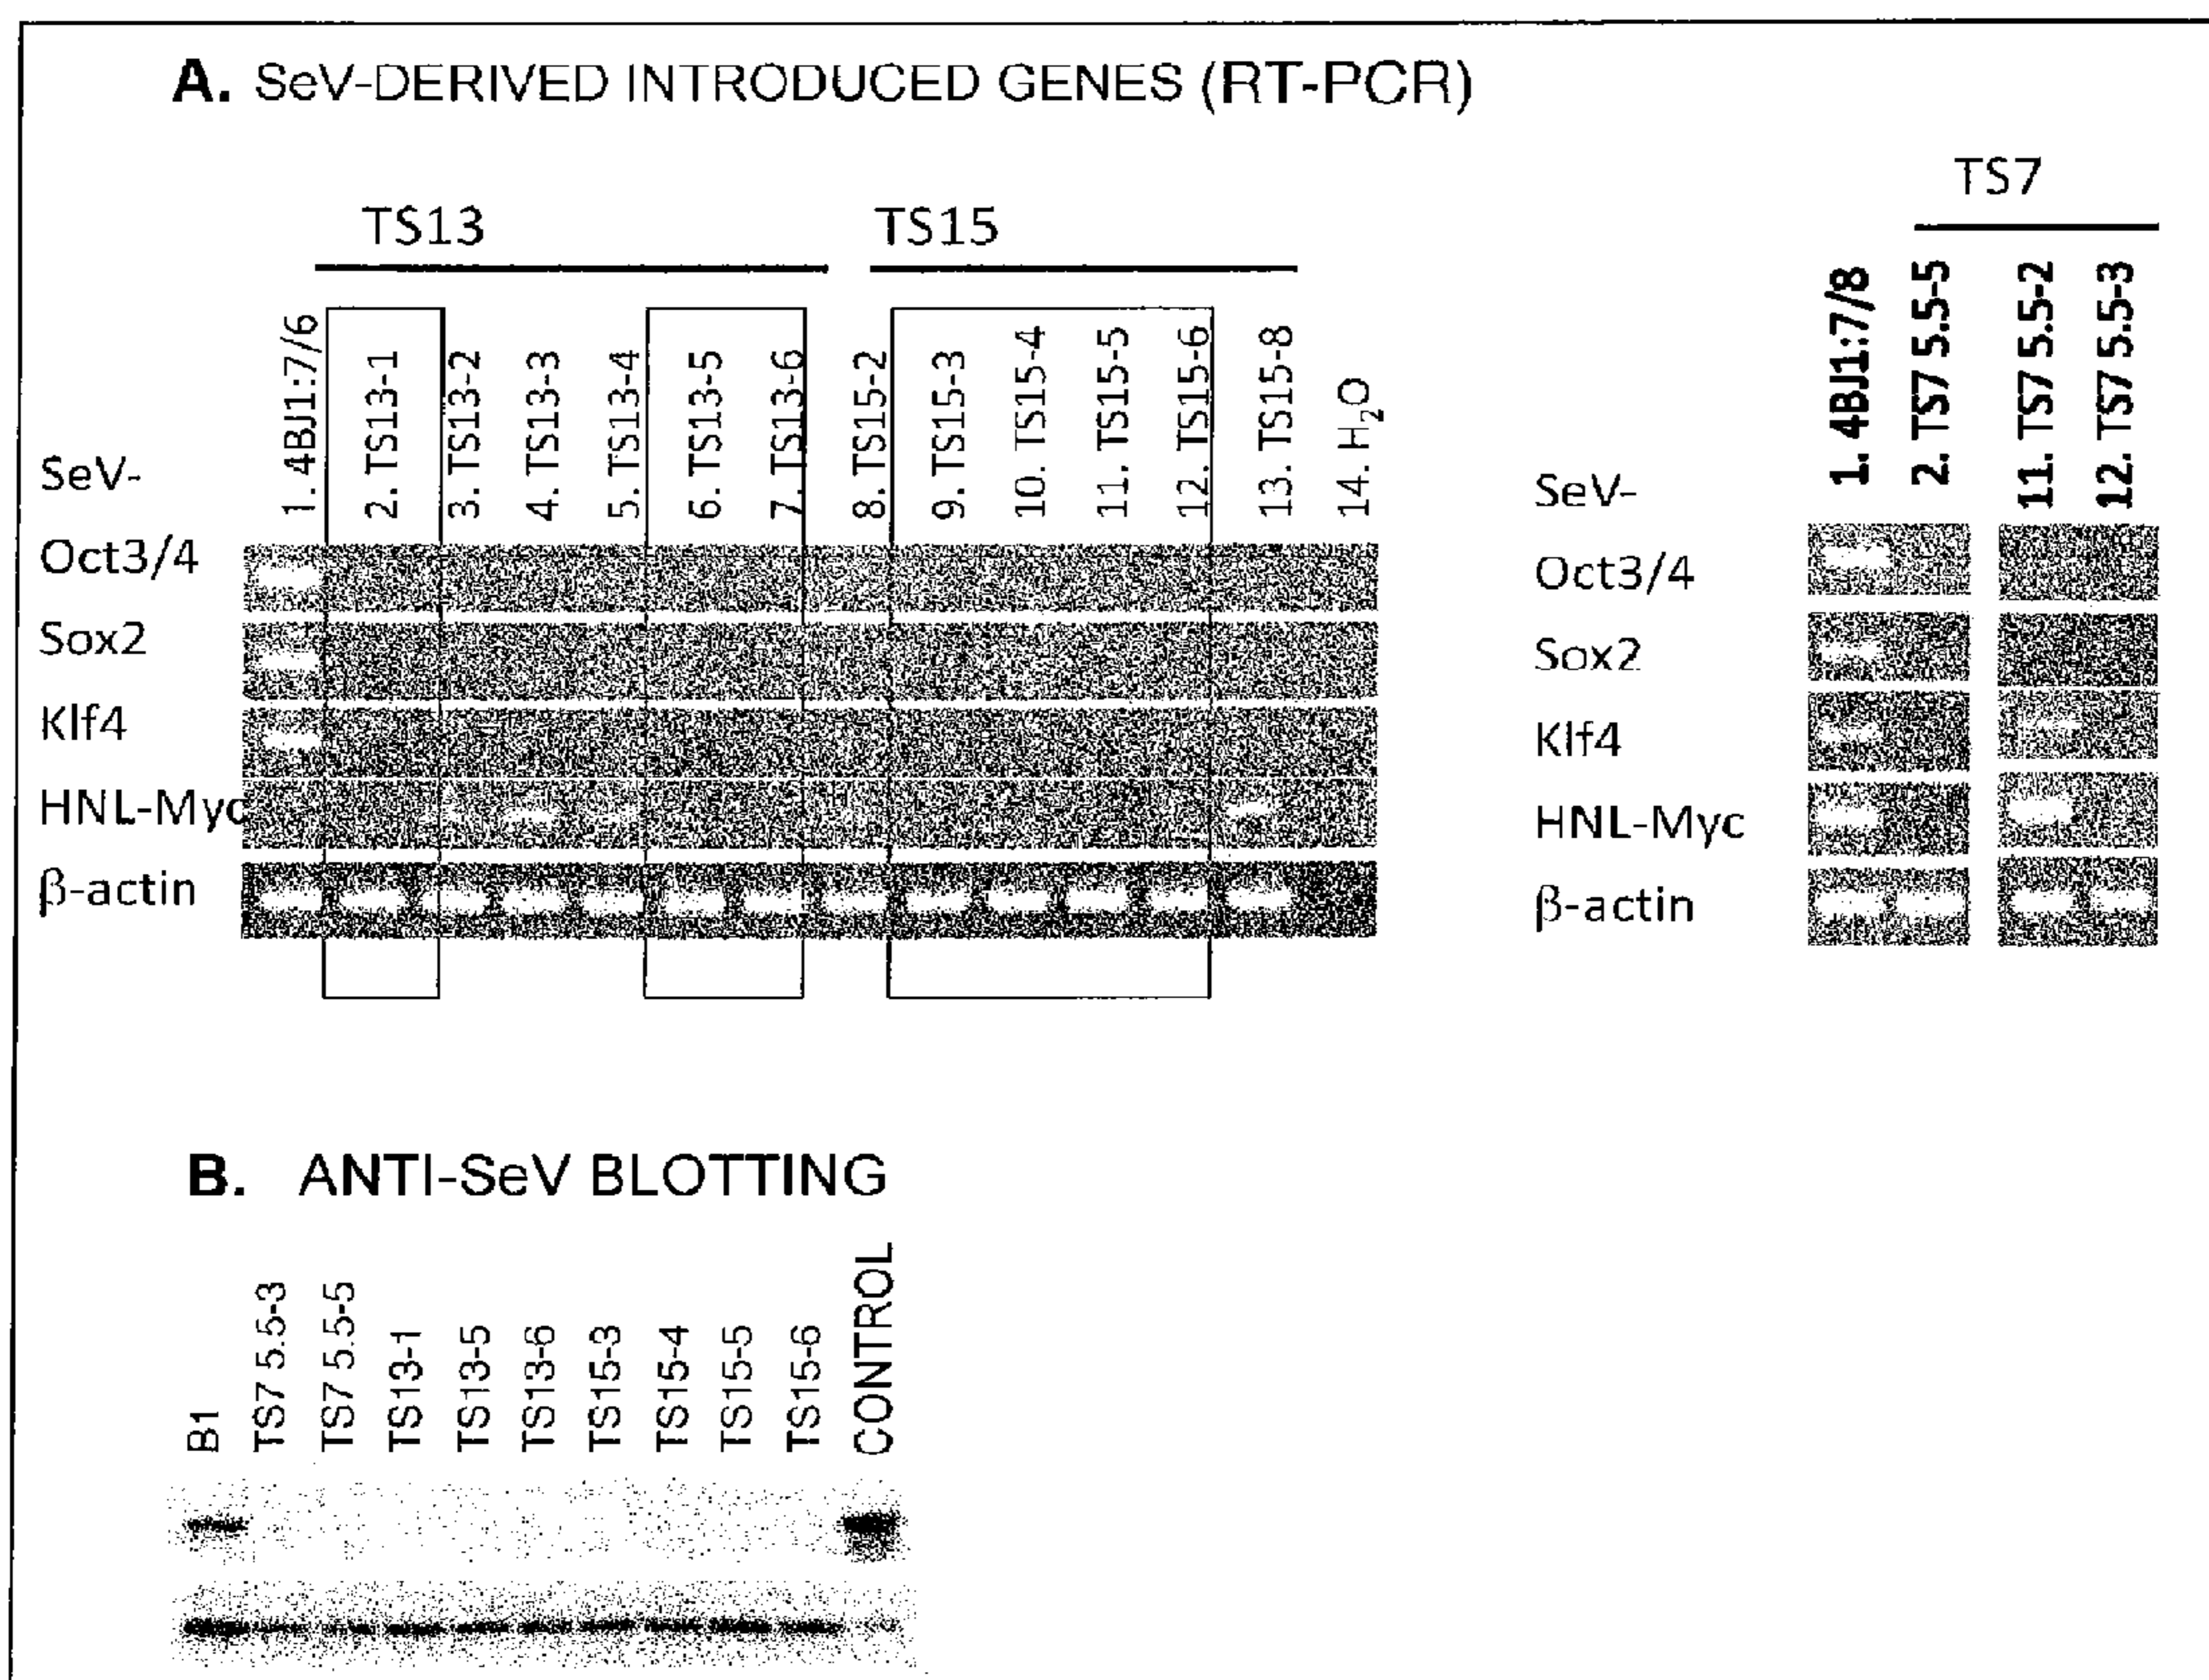 A. SeV-DERIVED INTRODUCED GENES (RT-PCR)
TS13
TS15
1. 4BJ1:7/6
2. TS13-1
3. TS13-2
4. TS13-3
5. TS13-4
6. TS13-5
7. TS13-6
8. TS15-2
9. TS15-3
10. TS15-4
11. TS15-5
12. TS15-6
13. TS15-8
14. H₂O
SeV-
Oct3/4
Sox2
Klf4
HNL-Myc
β-actin
TS7
1. 4BJ1:7/8
2. TS7 5.5-5
11. TS7 5.5-2
12. TS7 5.5-3
SeV-
Oct3/4
Sox2
Klf4
HNL-Myc
β-actin
B. ANTI-SeV BLOTTING
B1
TS7 5.5-3
TS7 5.5-5
TS13-1
TS13-5
TS13-6
TS15-3
TS15-4
TS15-5
TS15-6
CONTROL